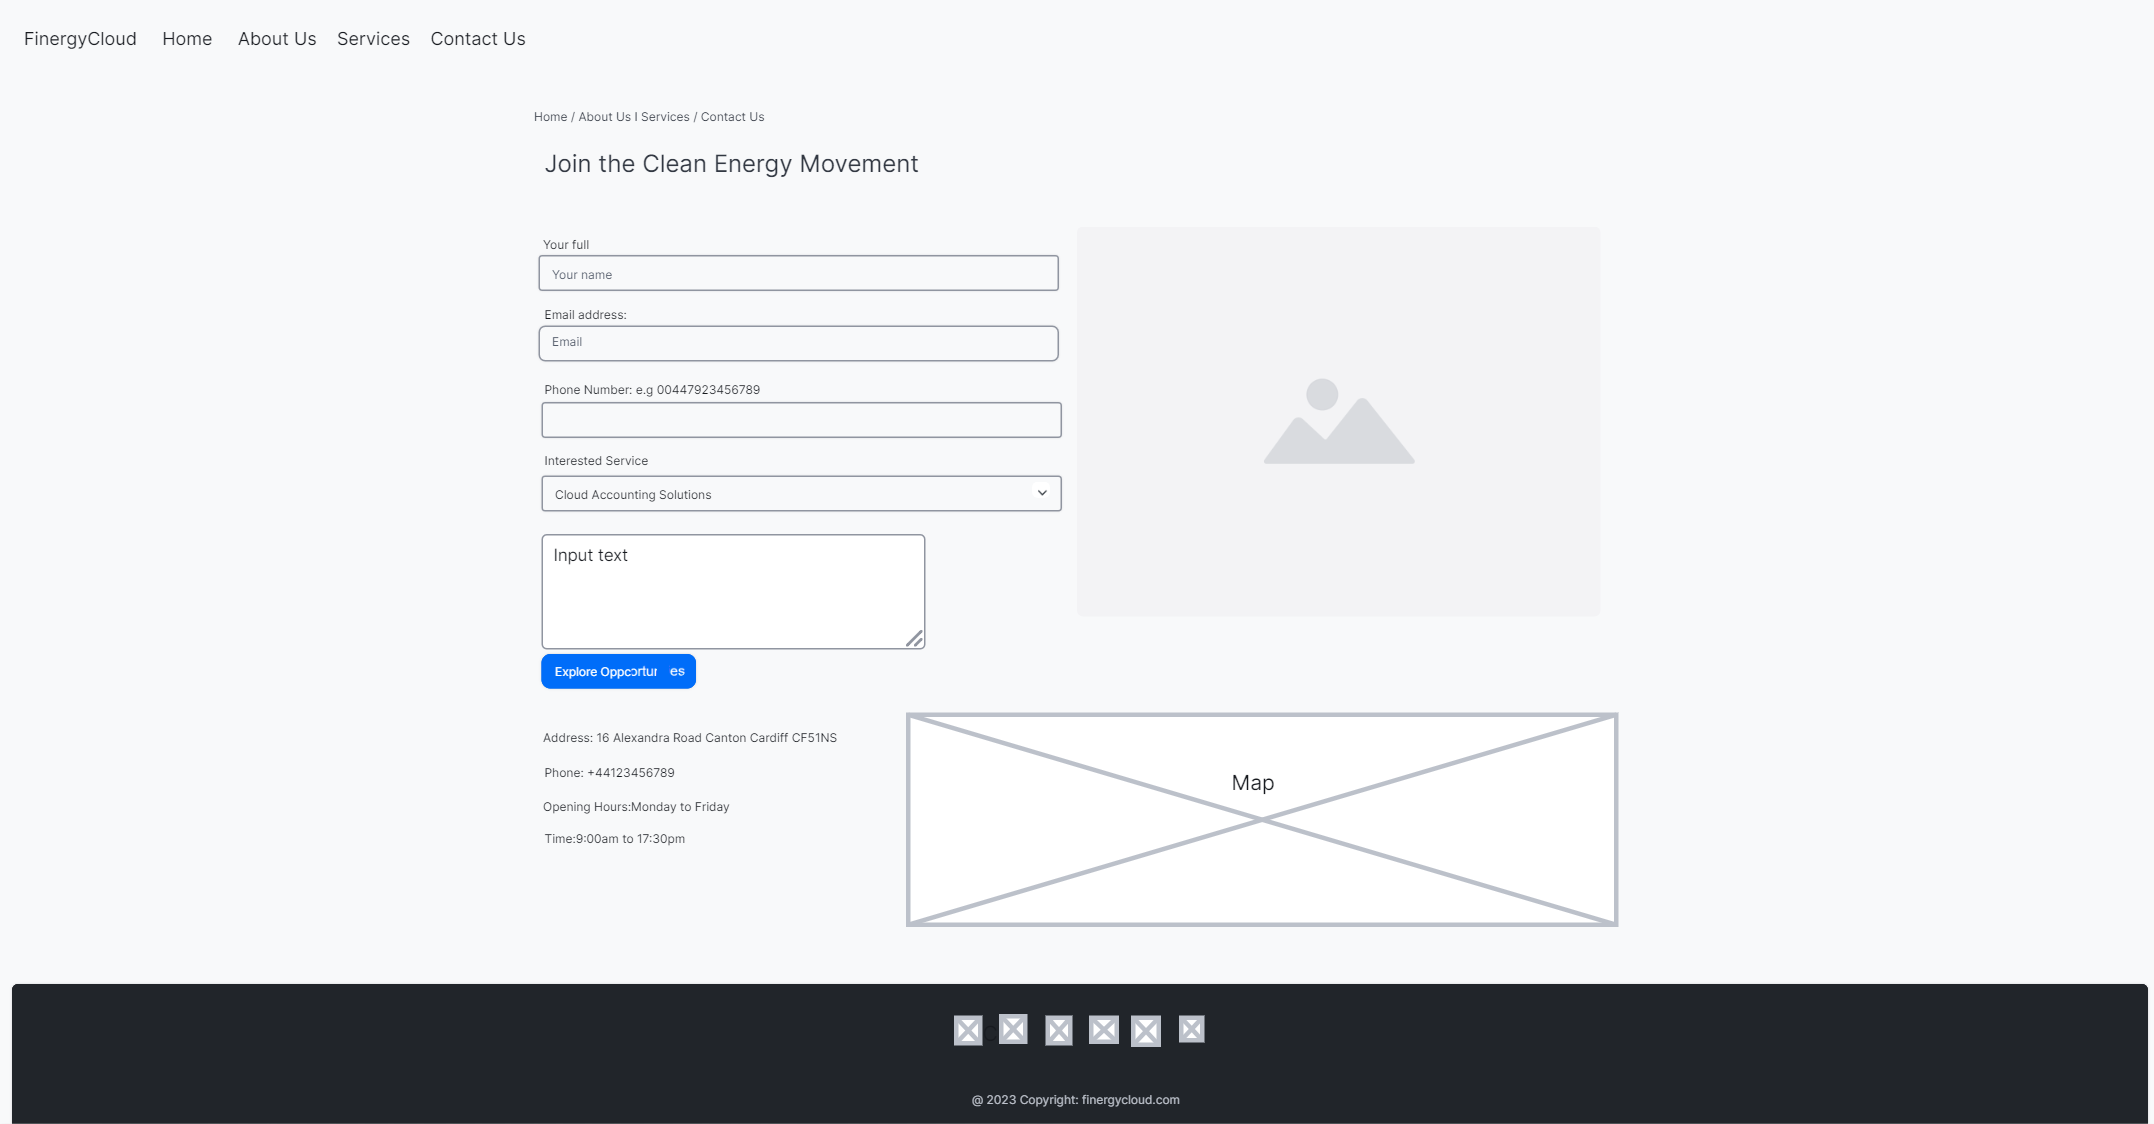 FinergyCloud Home About Us Services Contact Us
Home / About Us I Services / Contact Us
Join the Clean Energy Movement
Your full
Your name
Email address:
Email
Phone Number: e.g 00447923456789
Interested Service
Cloud Accounting Solutions
Input text
Explore Oppcortur es
Address: 16 Alexandra Road Canton Cardiff CF51NS
Phone: +44123456789
Opening Hours:Monday to Friday
Time:9:00am to 17:30pm
Map
@ 2023 Copyright: finergycloud.com